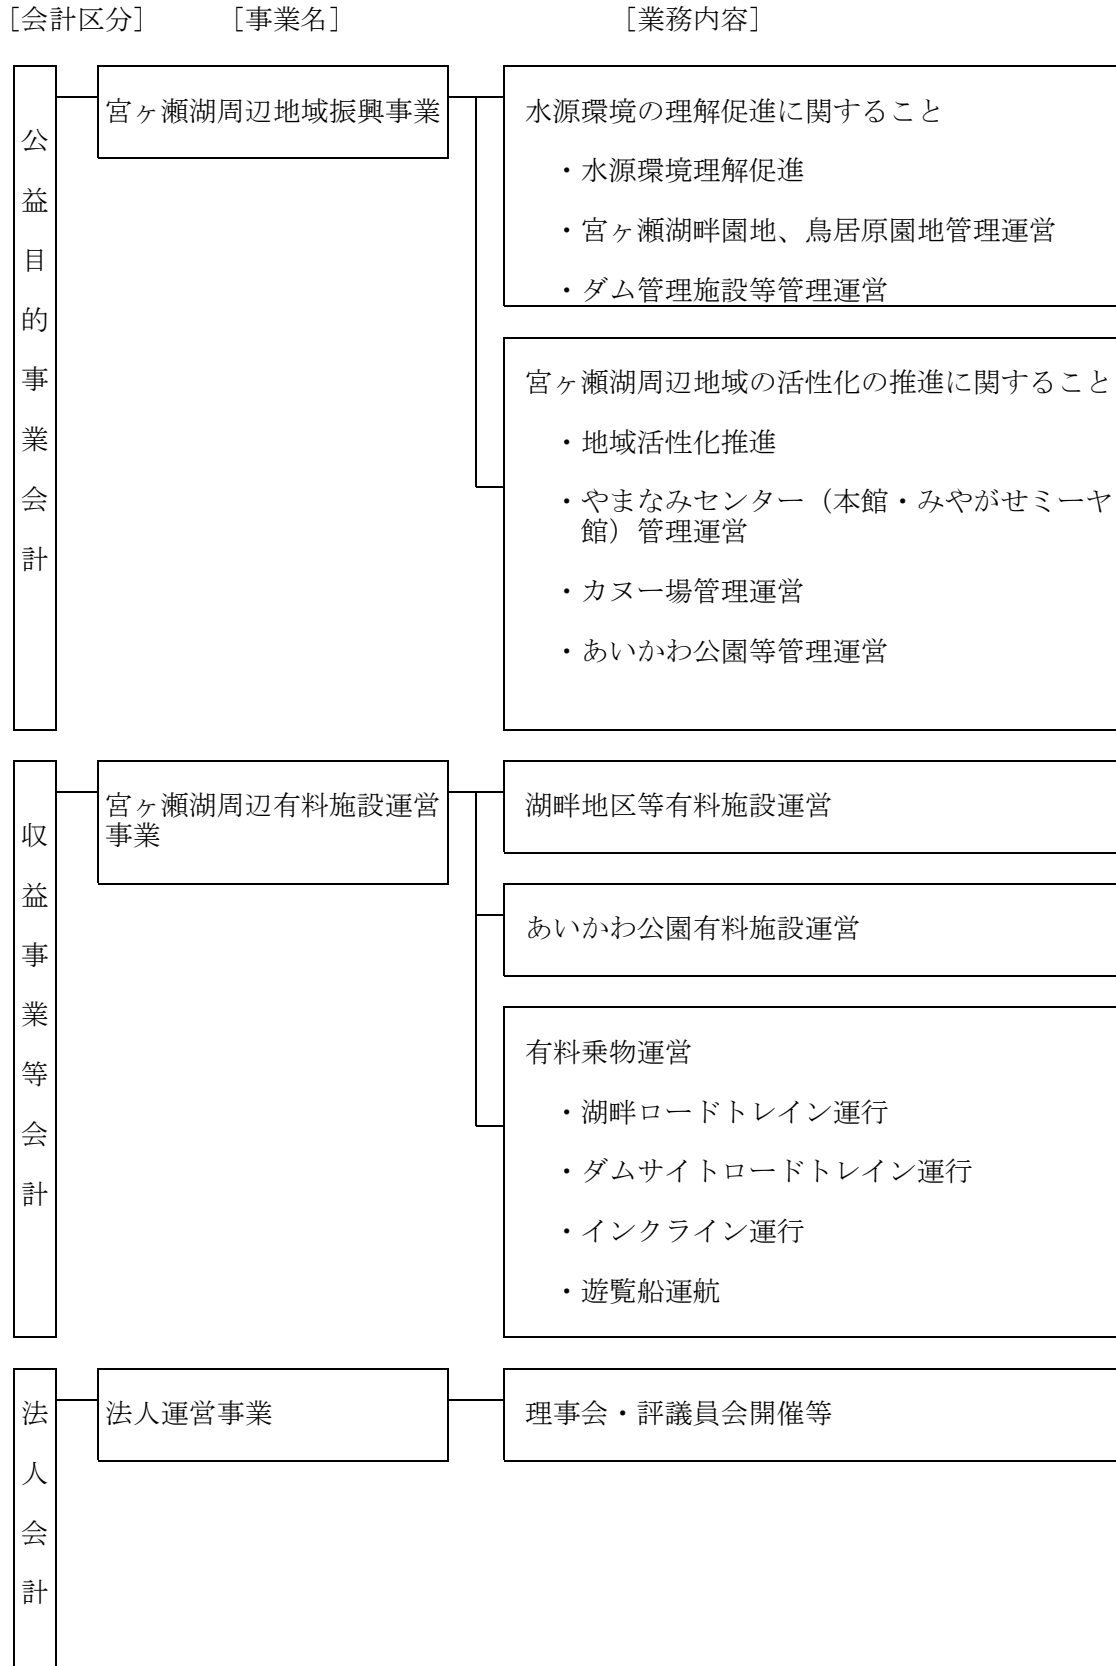 ［会計区分］　［事業名］　［業務内容］
公益目的事業会計
宮ヶ瀬湖周辺地域振興事業
水源環境の理解促進に関すること
・水源環境理解促進
・宮ヶ瀬湖畔園地、鳥居原園地管理運営
・ダム管理施設等管理運営
宮ヶ瀬湖周辺地域の活性化の推進に関すること
・地域活性化推進
・やまなみセンター（本館・みやがせミーヤ
館）管理運営
・カヌー場管理運営
・あいかわ公園等管理運営
収益事業等会計
宮ヶ瀬湖周辺有料施設運営
事業
湖畔地区等有料施設運営
あいかわ公園有料施設運営
有料乗物運営
・湖畔ロードトレイン運行
・ダムサイトロードトレイン運行
・インクライン運行
・遊覧船運航
法人会計
法人運営事業
理事会・評議員会開催等